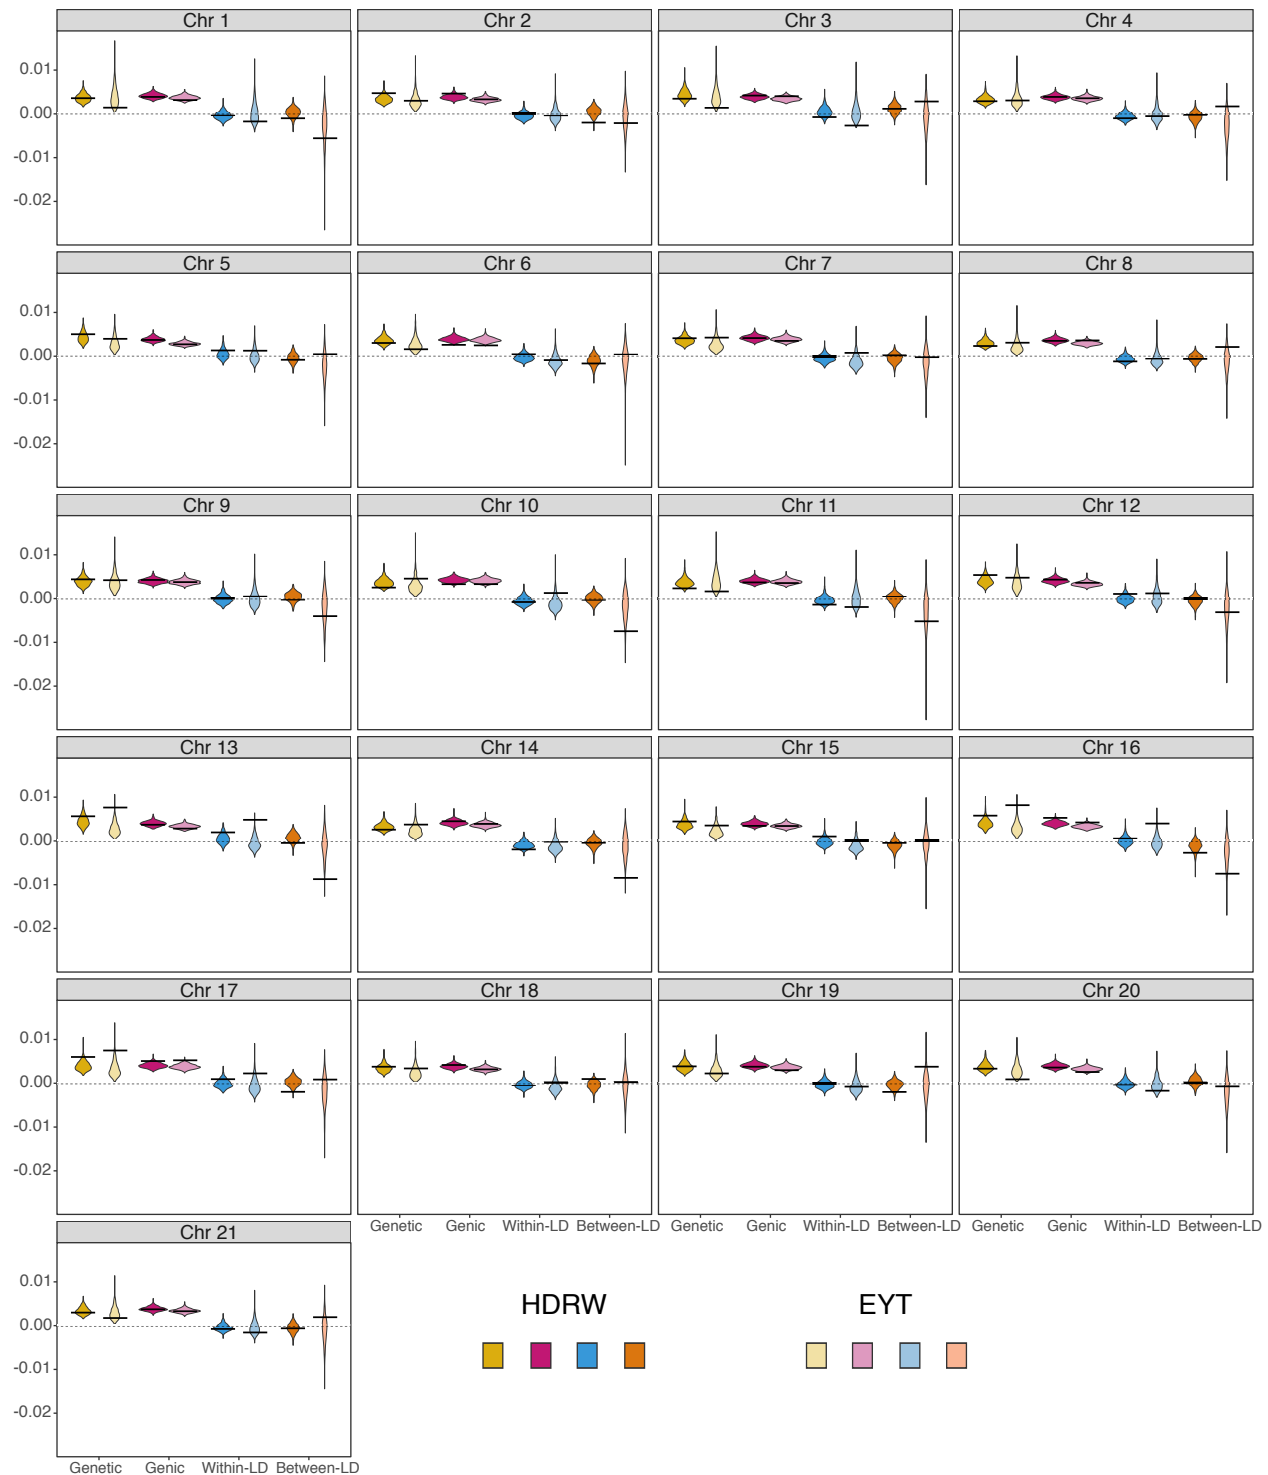 Chr 1 Chr 2 Chr 3 Chr 4
0.01
0.00
-0.01
-0.02
Chr 5 Chr 6 Chr 7 Chr 8
0.01
0.00
-0.01
-0.02
Chr 9 Chr 10 Chr 11 Chr 12
0.01
0.00
-0.01
-0.02
Chr 13 Chr 14 Chr 15 Chr 16
0.01
0.00
-0.01
-0.02
Chr 17 Chr 18 Chr 19 Chr 20
0.01
0.00
-0.01
-0.02
Genetic Genic Within-LD Between-LD Genetic Genic Within-LD Between-LD Genetic Genic Within-LD Between-LD
Chr 21
0.01
0.00
-0.01
-0.02
Genetic Genic Within-LD Between-LD
HDRW EYT